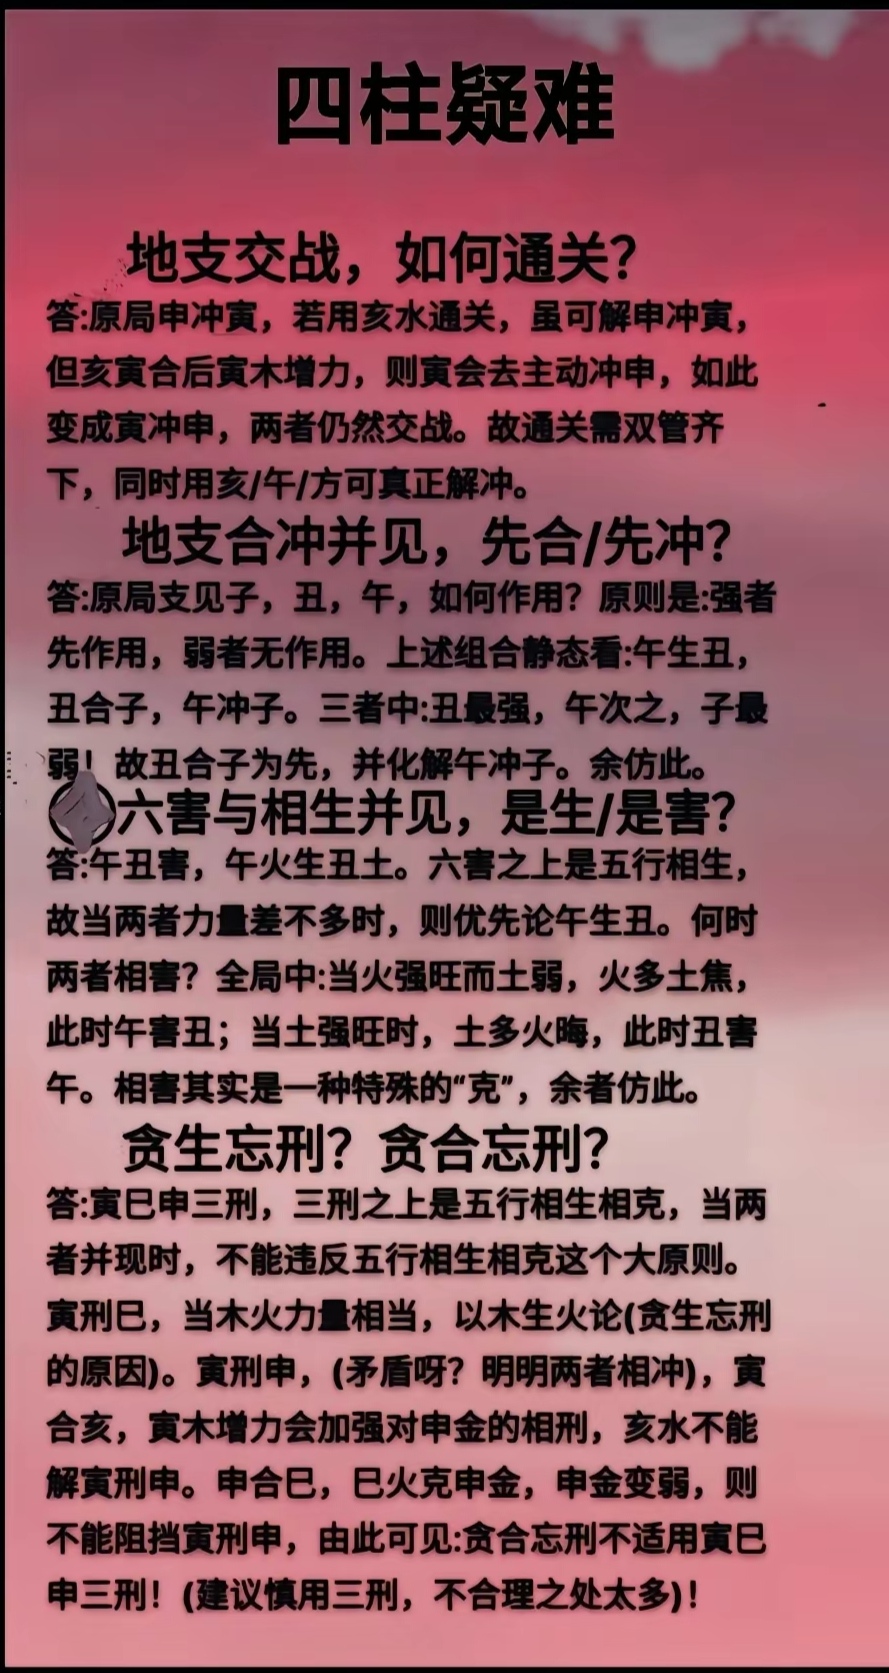 四柱疑难
地支交战，如何通关？
答:原局申冲寅，若用亥水通关，虽可解申冲寅，
但亥寅合后寅木增力，则寅会去主动冲申，如此
变成寅冲申，两者仍然交战。故通关需双管齐
下，同时用亥/午/方可真正解冲。
地支合冲并见，先合/先冲？
答:原局支见子，丑，午，如何作用？原则是:强者
先作用，弱者无作用。上述组合静态看:午生丑，
丑合子，午冲子。三者中:丑最强，午次之，子最
弱！故丑合子为先，并化解午冲子。余仿此。
六害与相生并见，是生/是害？
答:午丑害，午火生丑土。六害之上是五行相生，
故当两者力量差不多时，则优先论午生丑。何时
两者相害？全局中:当火强旺而土弱，火多土焦，
此时午害丑；当土强旺时，土多火晦，此时丑害
午。相害其实是一种特殊的“克”，余者仿此。
贪生忘刑？贪合忘刑？
答:寅巳申三刑，三刑之上是五行相生相克，当两
者并现时，不能违反五行相生相克这个大原则。
寅刑巳，当木火力量相当，以木生火论(贪生忘刑
的原因)。寅刑申，(矛盾呀？明明两者相冲)，寅
合亥，寅木增力会加强对申金的相刑，亥水不能
解寅刑申。申合巳，巳火克申金，申金变弱，则
不能阻挡寅刑申，由此可见:贪合忘刑不适用寅巳
申三刑！(建议慎用三刑，不合理之处太多)！